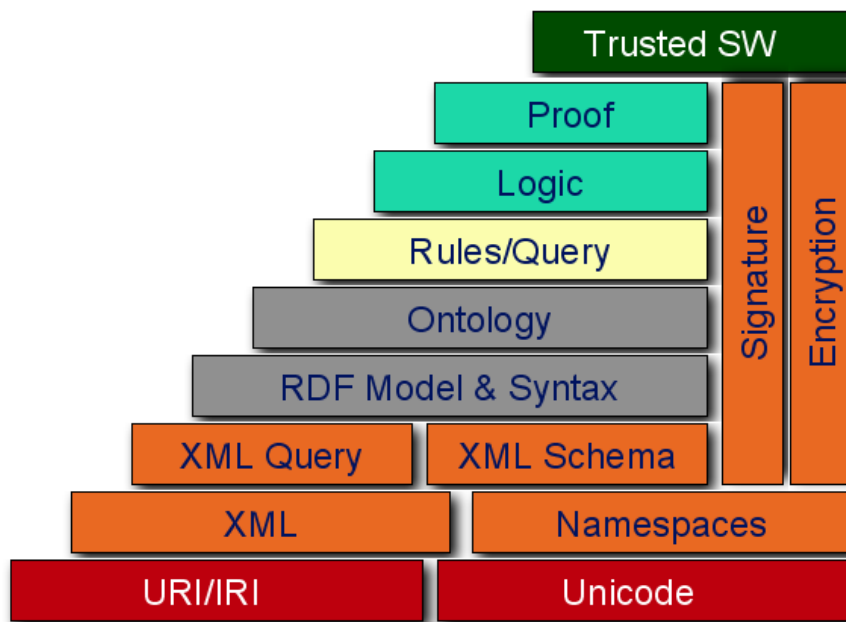 Trusted SW
Proof
Logic
Rules/Query
Ontology
RDF Model & Syntax
XML Query
XML Schema
Signature
Encryption
XML
Namespaces
URI/IRI
Unicode